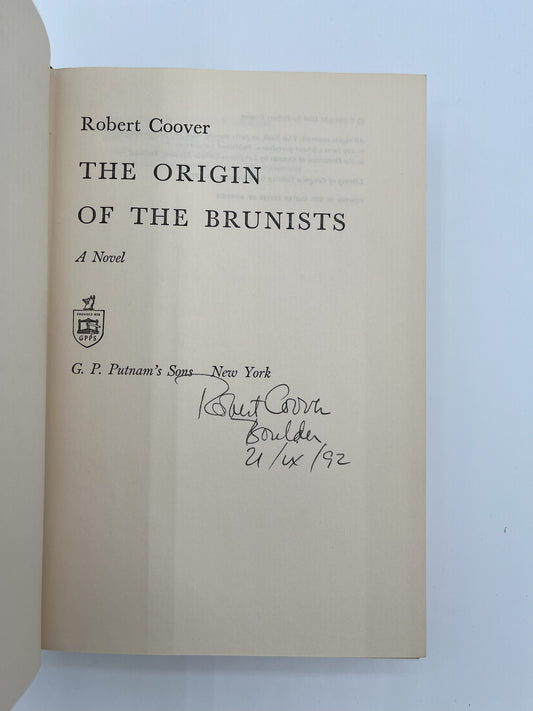 Robert Coover
THE ORIGIN
OF THE BRUNISTS
A Novel
GPPS
G. P. Putnam's Sons New York
Robert Coover
Boulder
21/ix/92